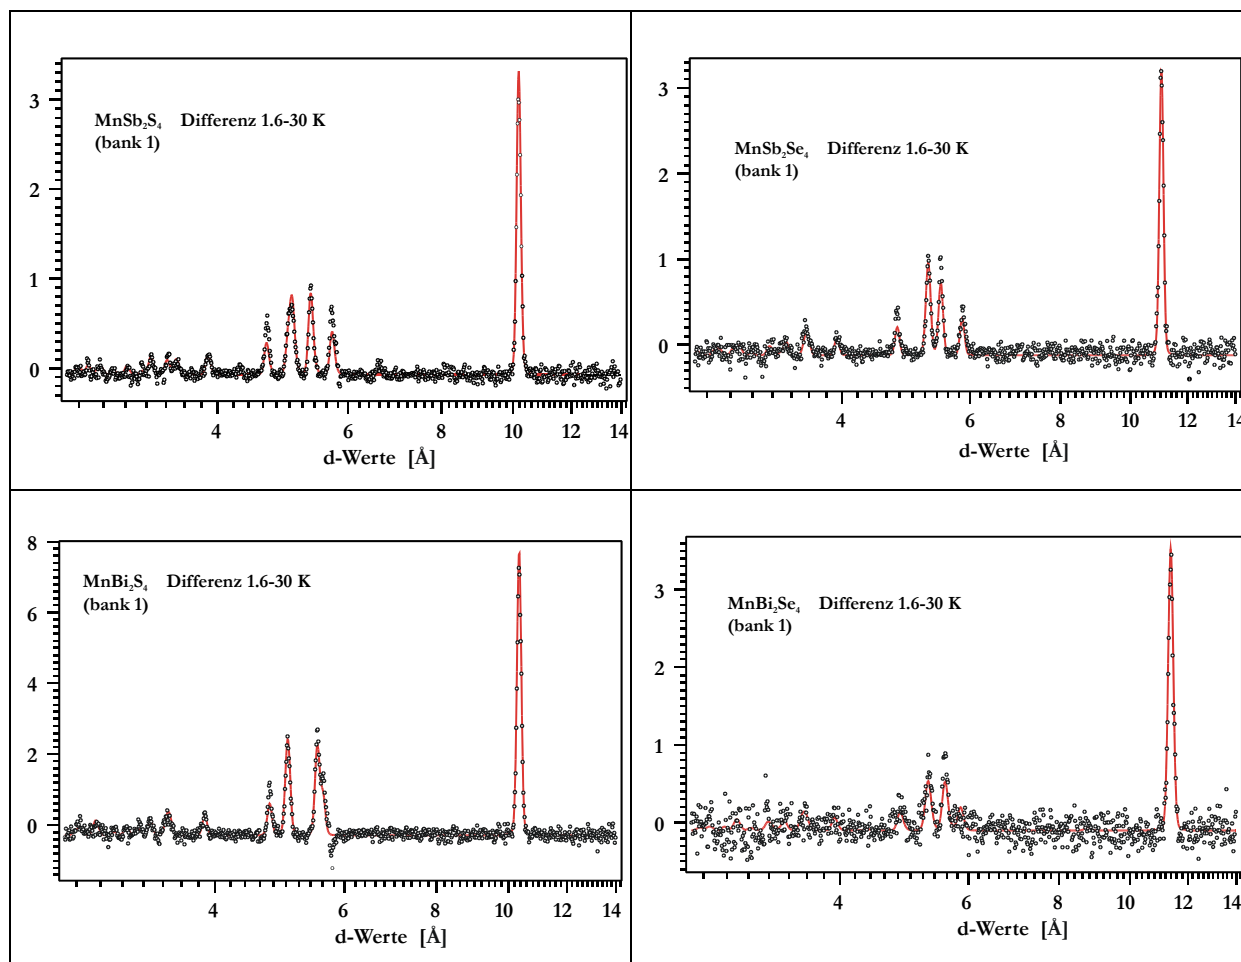 MnSb₂S₄ Differenz 1.6-30 K
(bank 1)
3
2
1
0
4 6 8 10 12 14
d-Werte [Å]
MnSb₂Se₄ Differenz 1.6-30 K
(bank 1)
3
2
1
0
4 6 8 10 12 14
d-Werte [Å]
MnBi₂S₄ Differenz 1.6-30 K
(bank 1)
8
6
4
2
0
4 6 8 10 12 14
d-Werte [Å]
MnBi₂Se₄ Differenz 1.6-30 K
(bank 1)
3
2
1
0
4 6 8 10 12 14
d-Werte [Å]